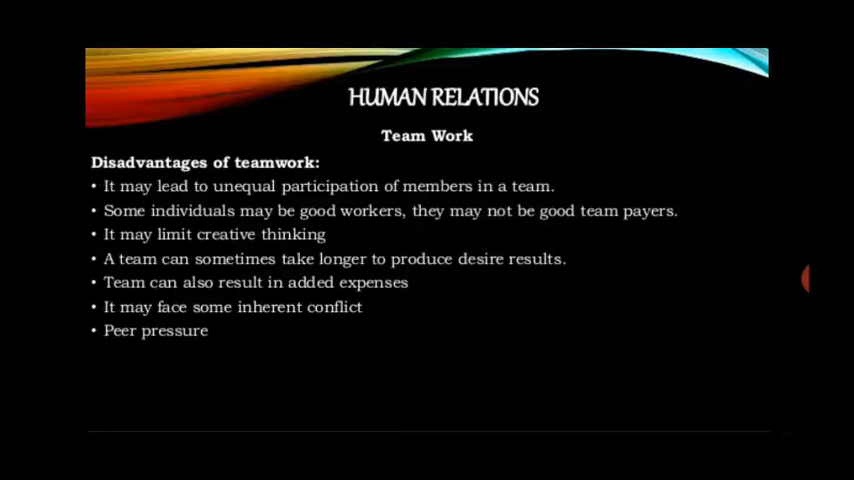 HUMAN RELATIONS
Team Work
Disadvantages of teamwork:
• It may lead to unequal participation of members in a team.
• Some individuals may be good workers, they may not be good team payers.
• It may limit creative thinking
• A team can sometimes take longer to produce desire results.
• Team can also result in added expenses
• It may face some inherent conflict
• Peer pressure